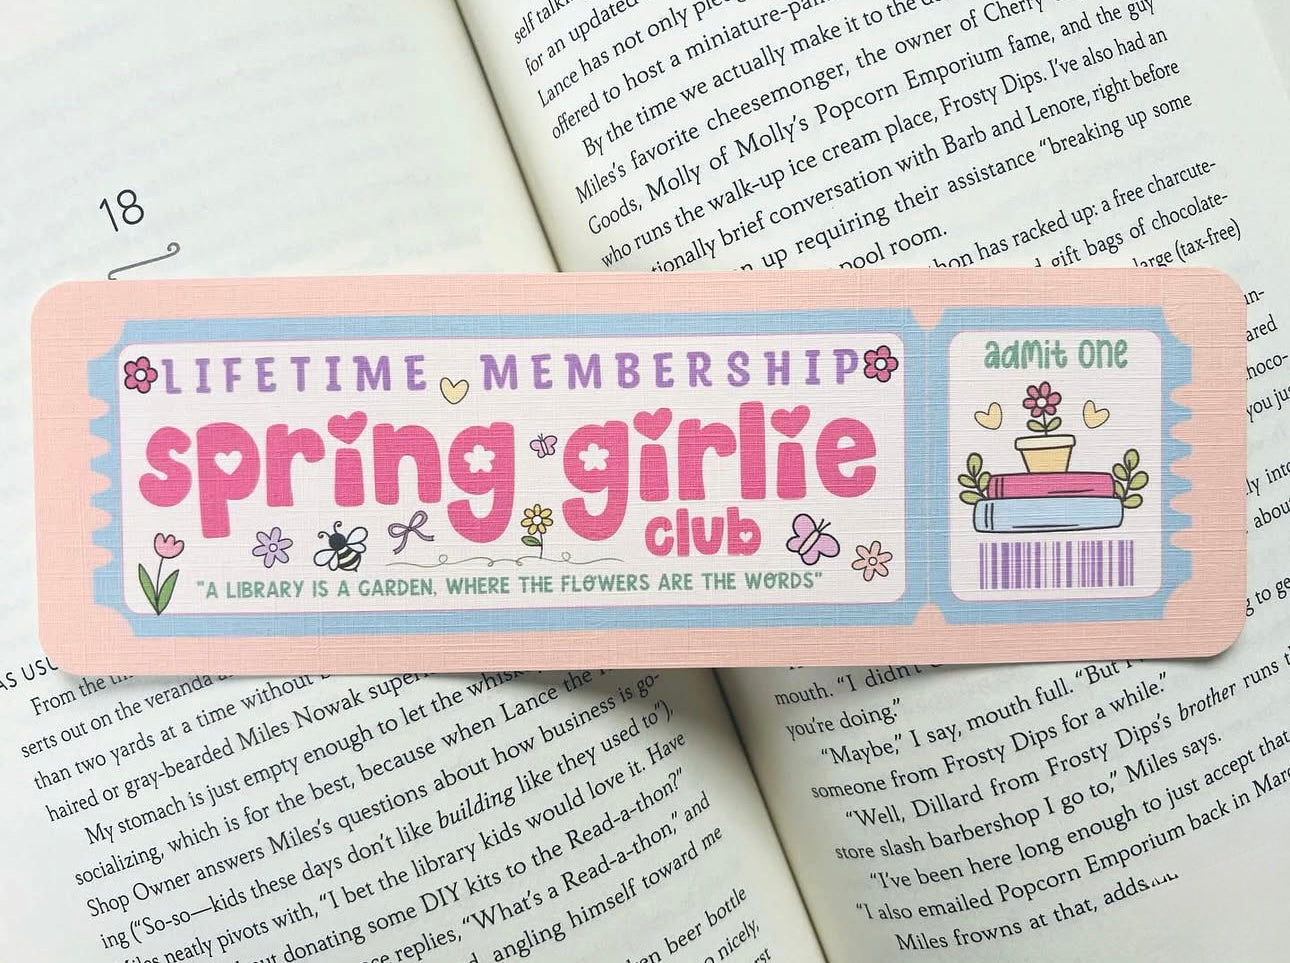 self
for an updated
Lance has not only
offered to host a
By the time we actually make it to the
Miles's favorite cheesemonger, the owner of Cherry
Goods, Molly of Molly's Popcorn Emporium fame, and the guy
who runs the walk-up ice cream place, Frosty Dips. I've also had an
brief conversation with Barb and Lenore, right before
up requiring their assistance "breaking up some
pool room.
has racked up: a free charcute-
gift bags of chocolate-
large (tax-free)
18
LIFETIME MEMBERSHIP
spring girlie
club
"A LIBRARY IS A GARDEN, WHERE THE FLOWERS ARE THE WORDS"
admit one
From the
serts out on the veranda
than two yards at a time without
haired or gray-bearded Miles Nowak
My stomach is just empty enough to let the
socializing, which is for the best, because when Lance the
Shop Owner answers Miles's questions about how business is go-
ing ("So-so—kids these days don't like building like they used to"),
neatly pivots with, "I bet the library kids would love it. Have
donating some DIY kits to the Read-a-thon?"
replies, "What's a Read-a-thon," and
angling himself toward me
beer bottle
nicely,
mouth. "I didn't
you're doing."
"Maybe," I say, mouth full. "But
someone from Frosty Dips for a while."
"Well, Dillard from Frosty Dips's brother runs
store slash barbershop I go to," Miles says.
"I've been here long enough to just accept that
"I also emailed Popcorn Emporium back in
Miles frowns at that,